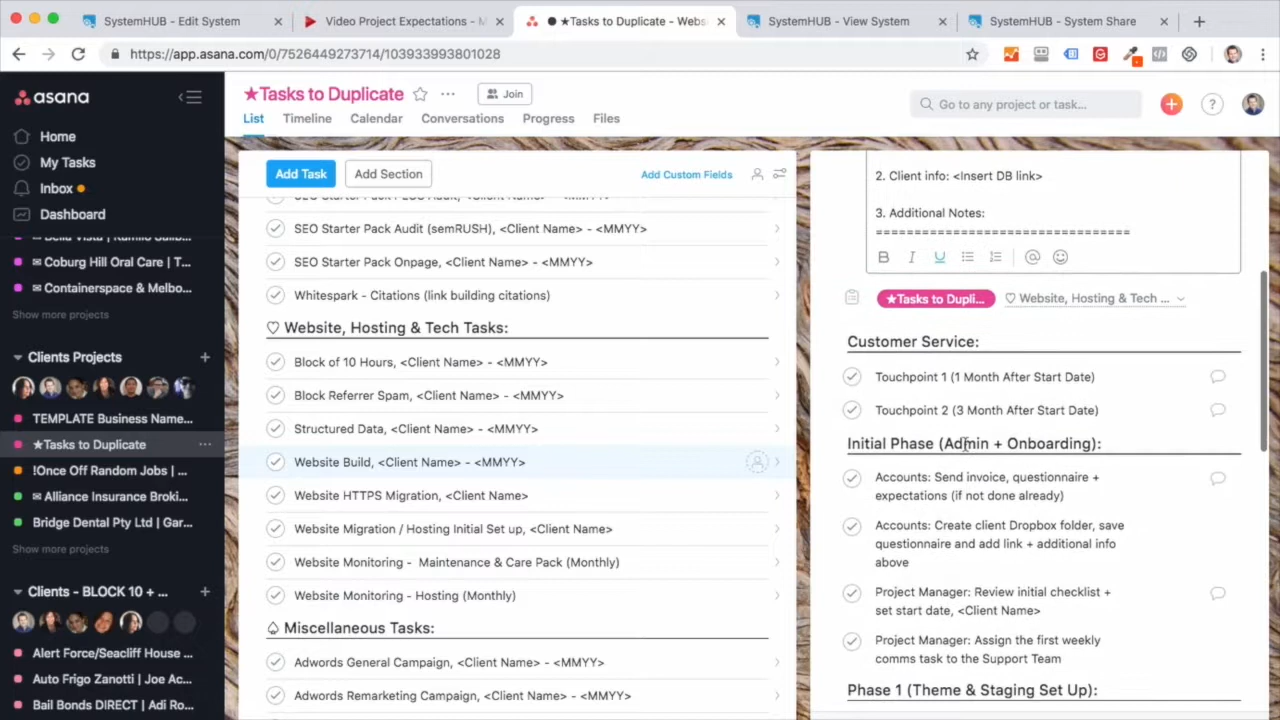 SystemHUB - Edit System
Video Project Expectations - M
★Tasks to Duplicate - Webs
SystemHUB - View System
SystemHUB - System Share
https://app.asana.com/0/7526449273714/103933993801028
asana
Home
My Tasks
Inbox
Dashboard
Coburg Hill Oral Care | T...
Containerspace & Melbo...
Show more projects
Clients Projects
TEMPLATE Business Name...
★Tasks to Duplicate
!Once Off Random Jobs | ...
Alliance Insurance Broki...
Bridge Dental Pty Ltd | Gar...
Show more projects
Clients - BLOCK 10 + ...
Alert Force/Seacliff House ...
Auto Frigo Zanotti | Joe Ac...
Bail Bonds DIRECT | Adi Ro...
★Tasks to Duplicate
Join
List
Timeline
Calendar
Conversations
Progress
Files
Go to any project or task...
?
Add Task
Add Section
Add Custom Fields
SEO Starter Pack Audit (semRUSH), <Client Name> - <MMYY>
SEO Starter Pack Onpage, <Client Name> - <MMYY>
Whitespark - Citations (link building citations)
♡ Website, Hosting & Tech Tasks:
Block of 10 Hours, <Client Name> - <MMYY>
Block Referrer Spam, <Client Name> - <MMYY>
Structured Data, <Client Name> - <MMYY>
Website Build, <Client Name> - <MMYY>
Website HTTPS Migration, <Client Name>
Website Migration / Hosting Initial Set up, <Client Name>
Website Monitoring - Maintenance & Care Pack (Monthly)
Website Monitoring - Hosting (Monthly)
♤ Miscellaneous Tasks:
Adwords General Campaign, <Client Name> - <MMYY>
Adwords Remarketing Campaign, <Client Name> - <MMYY>
2. Client info: <Insert DB link>
3. Additional Notes:
================================
B I U
★Tasks to Dupli...
♡ Website, Hosting & Tech ...
Customer Service:
Touchpoint 1 (1 Month After Start Date)
Touchpoint 2 (3 Month After Start Date)
Initial Phase (Admin + Onboarding):
Accounts: Send invoice, questionnaire +
expectations (if not done already)
Accounts: Create client Dropbox folder, save
questionnaire and add link + additional info
above
Project Manager: Review initial checklist +
set start date, <Client Name>
Project Manager: Assign the first weekly
comms task to the Support Team
Phase 1 (Theme & Staging Set Up):